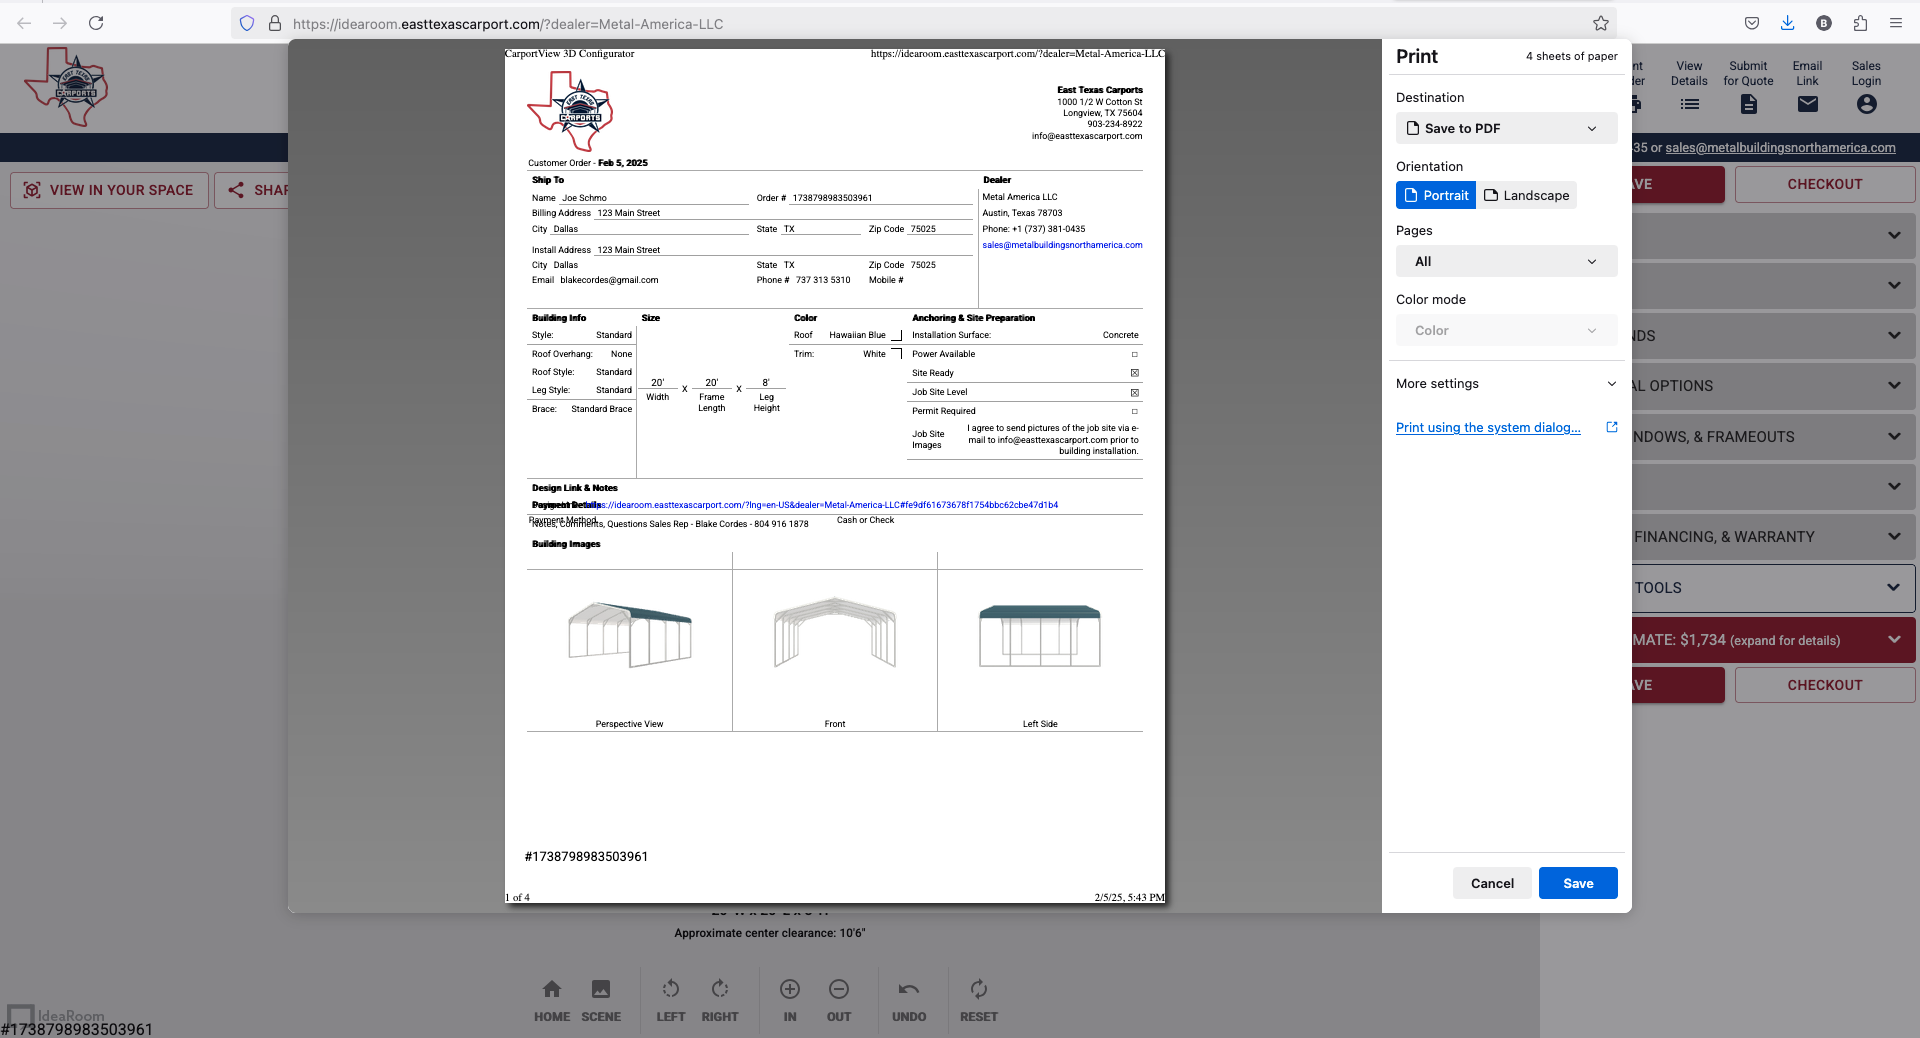 https://idearoom.easttexascarport.com/?dealer=Metal-America-LLC
B
EAST TEXAS
CARPORTS
View Details
Submit for Quote
Email Link
Sales Login
35 or sales@metalbuildingsnorthamerica.com
VIEW IN YOUR SPACE
CHECKOUT
CarportView 3D Configurator https://idearoom.easttexascarport.com/?dealer=Metal-America-LLC
EAST TEXAS
CARPORTS
East Texas Carports
1000 1/2 W Cotton St
Longview, TX 75604
903-234-8922
info@easttexascarport.com
Customer Order - Feb 5, 2025
Ship To
Name Joe Schmo Order # 1738798983503961
Billing Address 123 Main Street
City Dallas State TX Zip Code 75025
Install Address 123 Main Street
City Dallas State TX Zip Code 75025
Email blakecordes@gmail.com Phone # 737 313 5310 Mobile #
Dealer
Metal America LLC
Austin, Texas 78703
Phone: +1 (737) 381-0435
sales@metalbuildingsnorthamerica.com
Building Info
Style: Standard
Roof Overhang: None
Roof Style: Standard
Leg Style: Standard
Brace: Standard Brace
Size
20' X 20' X 8'
Width Frame Length Leg Height
Color
Roof Hawaiian Blue
Trim: White
Anchoring & Site Preparation
Installation Surface: Concrete
Power Available ☐
Site Ready ☒
Job Site Level ☒
Permit Required ☐
Job Site Images
I agree to send pictures of the job site via e-
mail to info@easttexascarport.com prior to
building installation.
Design Link & Notes
Payment Details
https://idearoom.easttexascarport.com/?lng=en-US&dealer=Metal-America-LLC#fe9df61673678f1754bbc62cbe47d1b4
Payment Method Cash or Check
Notes, Comments, Questions Sales Rep - Blake Cordes - 804 916 1878
Building Images
Perspective View Front Left Side
#1738798983503961
1 of 4 2/5/25, 5:43 PM
Print 4 sheets of paper
Destination
Save to PDF
Orientation
Portrait Landscape
Pages
All
Color mode
Color
More settings
Print using the system dialog...
Cancel Save
NDOWS, & FRAMEOUTS
FINANCING, & WARRANTY
AL OPTIONS
TOOLS
MATE: $1,734 (expand for details)
CHECKOUT
Approximate center clearance: 10'6"
HOME SCENE LEFT RIGHT IN OUT UNDO RESET
IdeaRoom
#1738798983503961